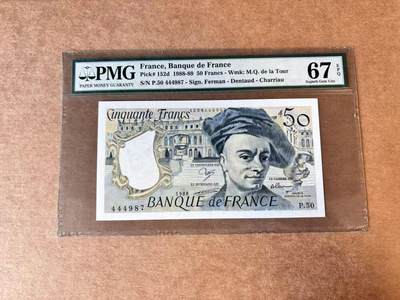 PMG
PAPER MONEY GUARANTY
France, Banque de France
Pick# 152d 1988-89 50 Francs - Wmk: M.Q. de la Tour
S/N P.50 444987 - Sign. Ferman - Dentaud - Charriau
67 EPQ
Superb Gem Unc
Cinquante Francs
50
1988
444987
P.50
BANQUE DE FRANCE